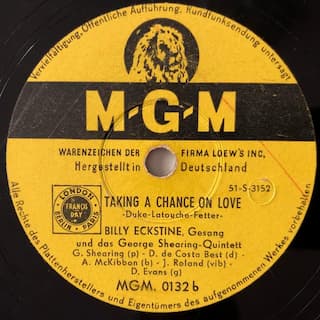 Vervielfältigung, Öffentliche Aufführung, Rundfunksendung untersagt
M-G-M
WARENZEICHEN DER FIRMA LOEW'S INC,
Hergestellt in Deutschland
51-S-3152
LONDON
FRANCIS
DAY
BERLIN · PARIS
TAKING A CHANCE ON LOVE
-Duke-Latouche-Fetter-
BILLY ECKSTINE, Gesang
und das George Shearing-Quintett
G. Shearing (p) - D. de Costa Best (d) -
A. McKibbon (b) - J. Roland (vib) -
D. Evans (g)
MGM. 0132 b
Alle Rechte des Plattenherstellers und Eigentümers des aufgenommenen Werkes vorbehalten.